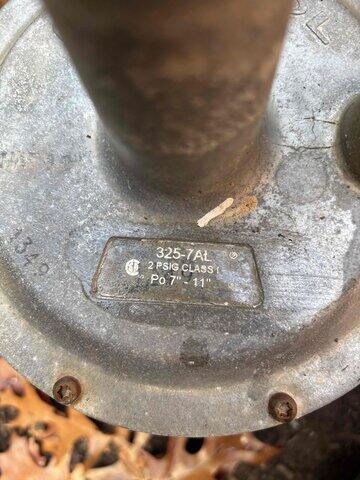 325-7AL
2 PSIG CLASS I
Po 7" - 11"
1349